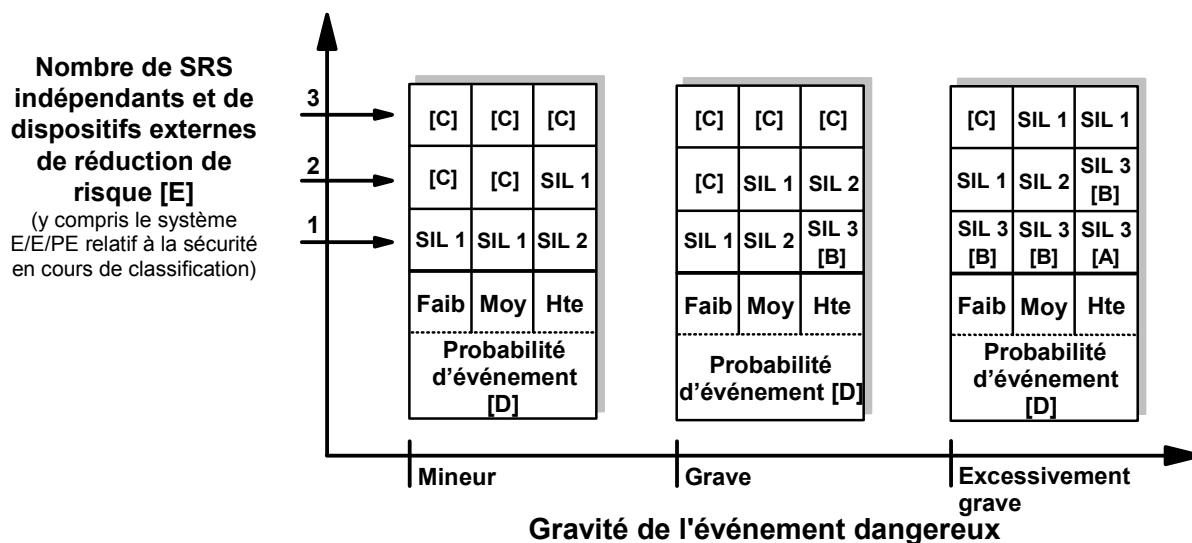 Nombre de SRS
indépendants et de
dispositifs externes
de réduction de
risque [E]
(y compris le système
E/E/PE relatif à la sécurité
en cours de classification)
3
2
1
[C] [C] [C]
[C] [C] SIL 1
SIL 1 SIL 1 SIL 2
Faib Moy Hte
Probabilité
d'événement
[D]
[C] [C] [C]
[C] SIL 1 SIL 2
SIL 1 SIL 2 SIL 3
[B]
Faib Moy Hte
Probabilité
d'événement [D]
[C] SIL 1 SIL 1
SIL 1 SIL 2 SIL 3
[B]
SIL 3 SIL 3 SIL 3
[B] [B] [A]
Faib Moy Hte
Probabilité
d'événement
[D]
Mineur
Grave
Excessivement
grave
Gravité de l'événement dangereux